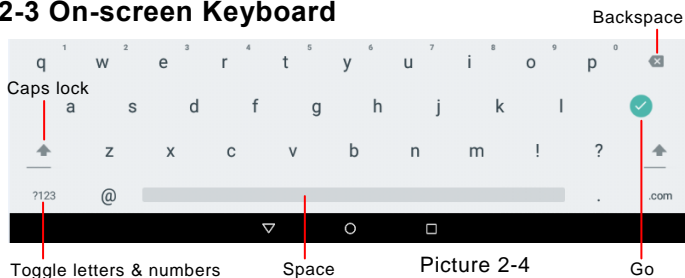 2-3 On-screen Keyboard
Backspace
1 2 3 4 5 6 7 8 9 0
q w e r t y u i o p
Caps lock
a s d f g h j k l
z x c v b n m ! ?
?123 @ . .com
Toggle letters & numbers Space Picture 2-4 Go